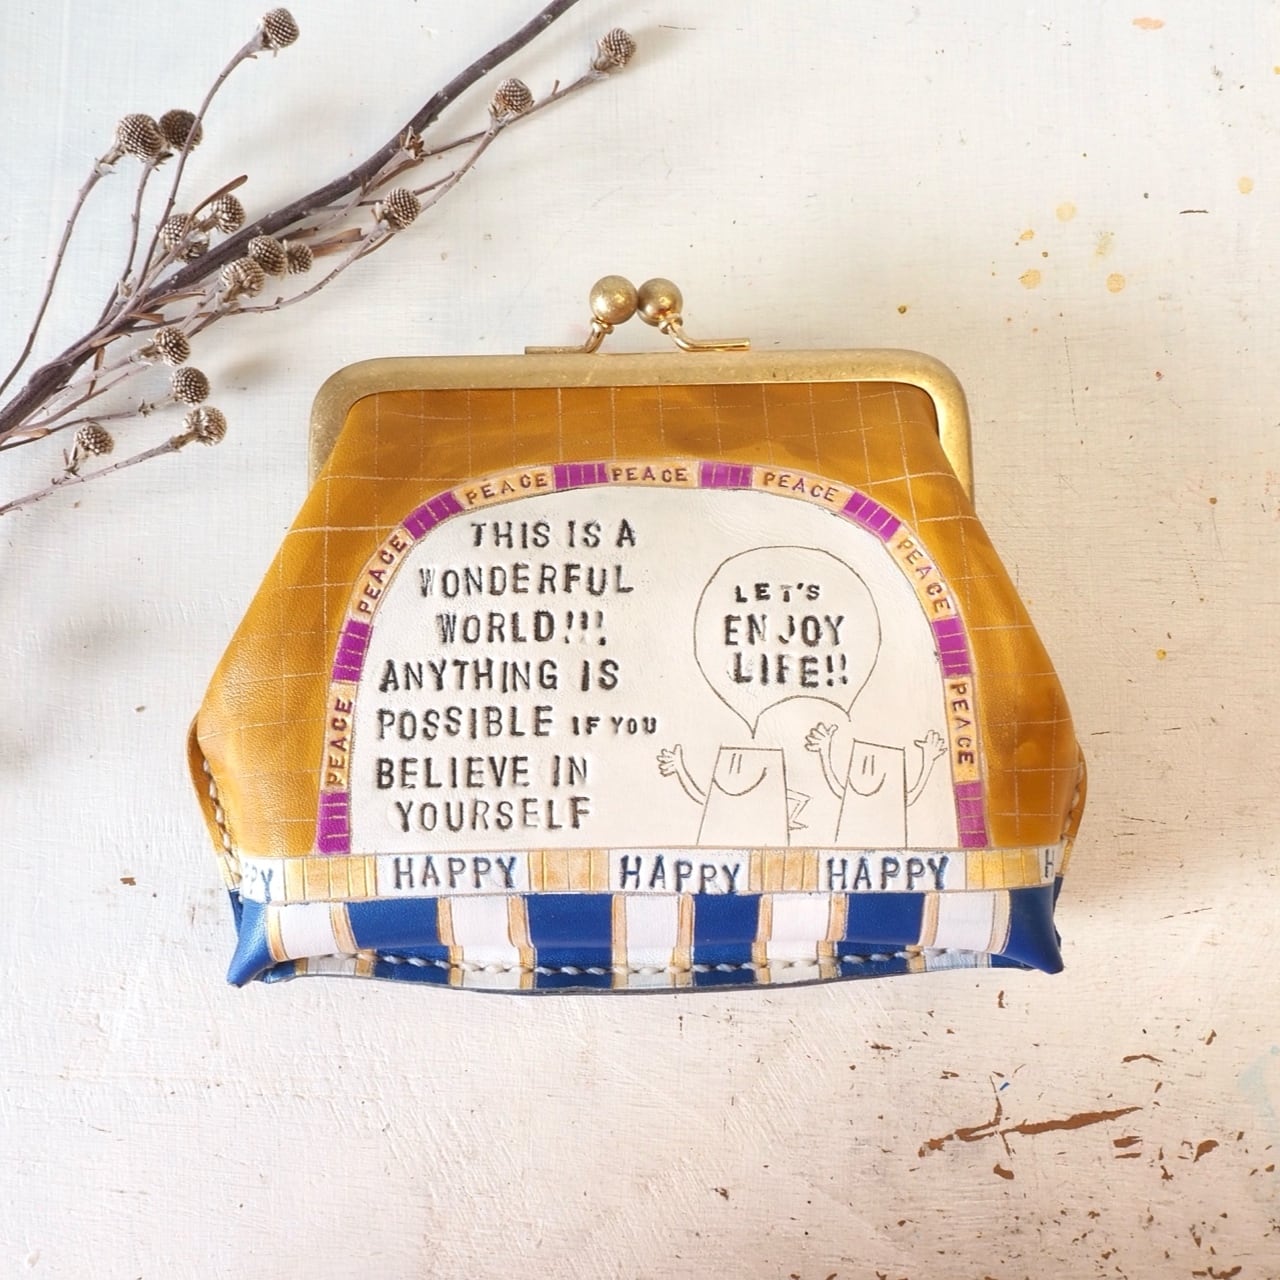 PEACE
PEACE
PEACE
PEACE
PEACE
PEACE
PEACE
THIS IS A
WONDERFUL
WORLD!!!
ANYTHING IS
POSSIBLE IF YOU
BELIEVE IN
YOURSELF
LET'S
ENJOY
LIFE!!
PPY HAPPY HAPPY HAPPY H